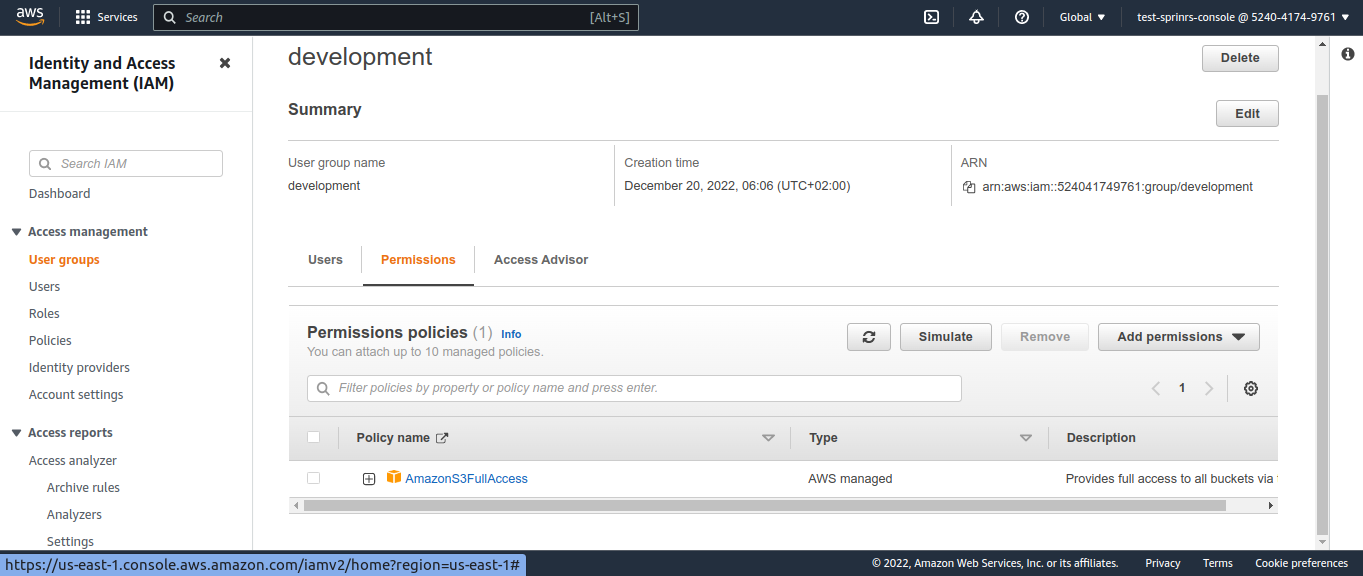 aws Services Search [Alt+S] Global test-sprinrs-console @ 5240-4174-9761
Identity and Access
Management (IAM)
Search IAM
Dashboard
Access management
User groups
Users
Roles
Policies
Identity providers
Account settings
Access reports
Access analyzer
Archive rules
Analyzers
Settings
development
Delete
Summary
Edit
User group name
development
Creation time
December 20, 2022, 06:06 (UTC+02:00)
ARN
arn:aws:iam::524041749761:group/development
Users Permissions Access Advisor
Permissions policies (1) Info
You can attach up to 10 managed policies.
Simulate Remove Add permissions
Filter policies by property or policy name and press enter.
1
Policy name Type Description
AmazonS3FullAccess AWS managed Provides full access to all buckets via
https://us-east-1.console.aws.amazon.com/iamv2/home?region=us-east-1#
© 2022, Amazon Web Services, Inc. or its affiliates. Privacy Terms Cookie preferences